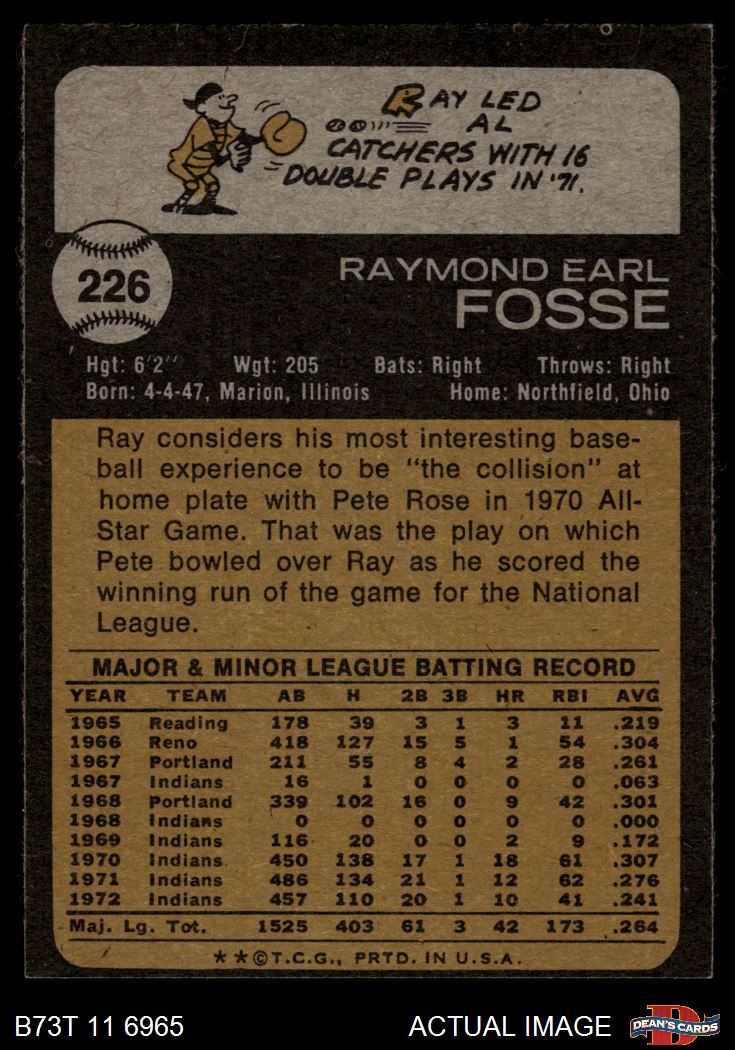 RAY LED
AL
CATCHERS WITH 16
DOUBLE PLAYS IN '71.
226
RAYMOND EARL
FOSSE
Hgt: 6'2" Wgt: 205 Bats: Right Throws: Right
Born: 4-4-47, Marion, Illinois Home: Northfield, Ohio
Ray considers his most interesting base-
ball experience to be "the collision" at
home plate with Pete Rose in 1970 All-
Star Game. That was the play on which
Pete bowled over Ray as he scored the
winning run of the game for the National
League.
MAJOR & MINOR LEAGUE BATTING RECORD
YEAR TEAM AB H 2B 3B HR RBI AVG
1965 Reading 178 39 3 1 3 11 .219
1966 Reno 418 127 15 5 1 54 .304
1967 Portland 211 55 8 4 2 28 .261
1967 Indians 16 1 0 0 0 0 .063
1968 Portland 339 102 16 0 9 42 .301
1968 Indians 0 0 0 0 0 0 .000
1969 Indians 116 20 0 0 2 9 .172
1970 Indians 450 138 17 1 18 61 .307
1971 Indians 486 134 21 1 12 62 .276
1972 Indians 457 110 20 1 10 41 .241
Maj. Lg. Tot. 1525 403 61 3 42 173 .264
**©T.C.G., PRTD. IN U.S.A.
B73T 11 6965 ACTUAL IMAGE DEAN'S CARDS